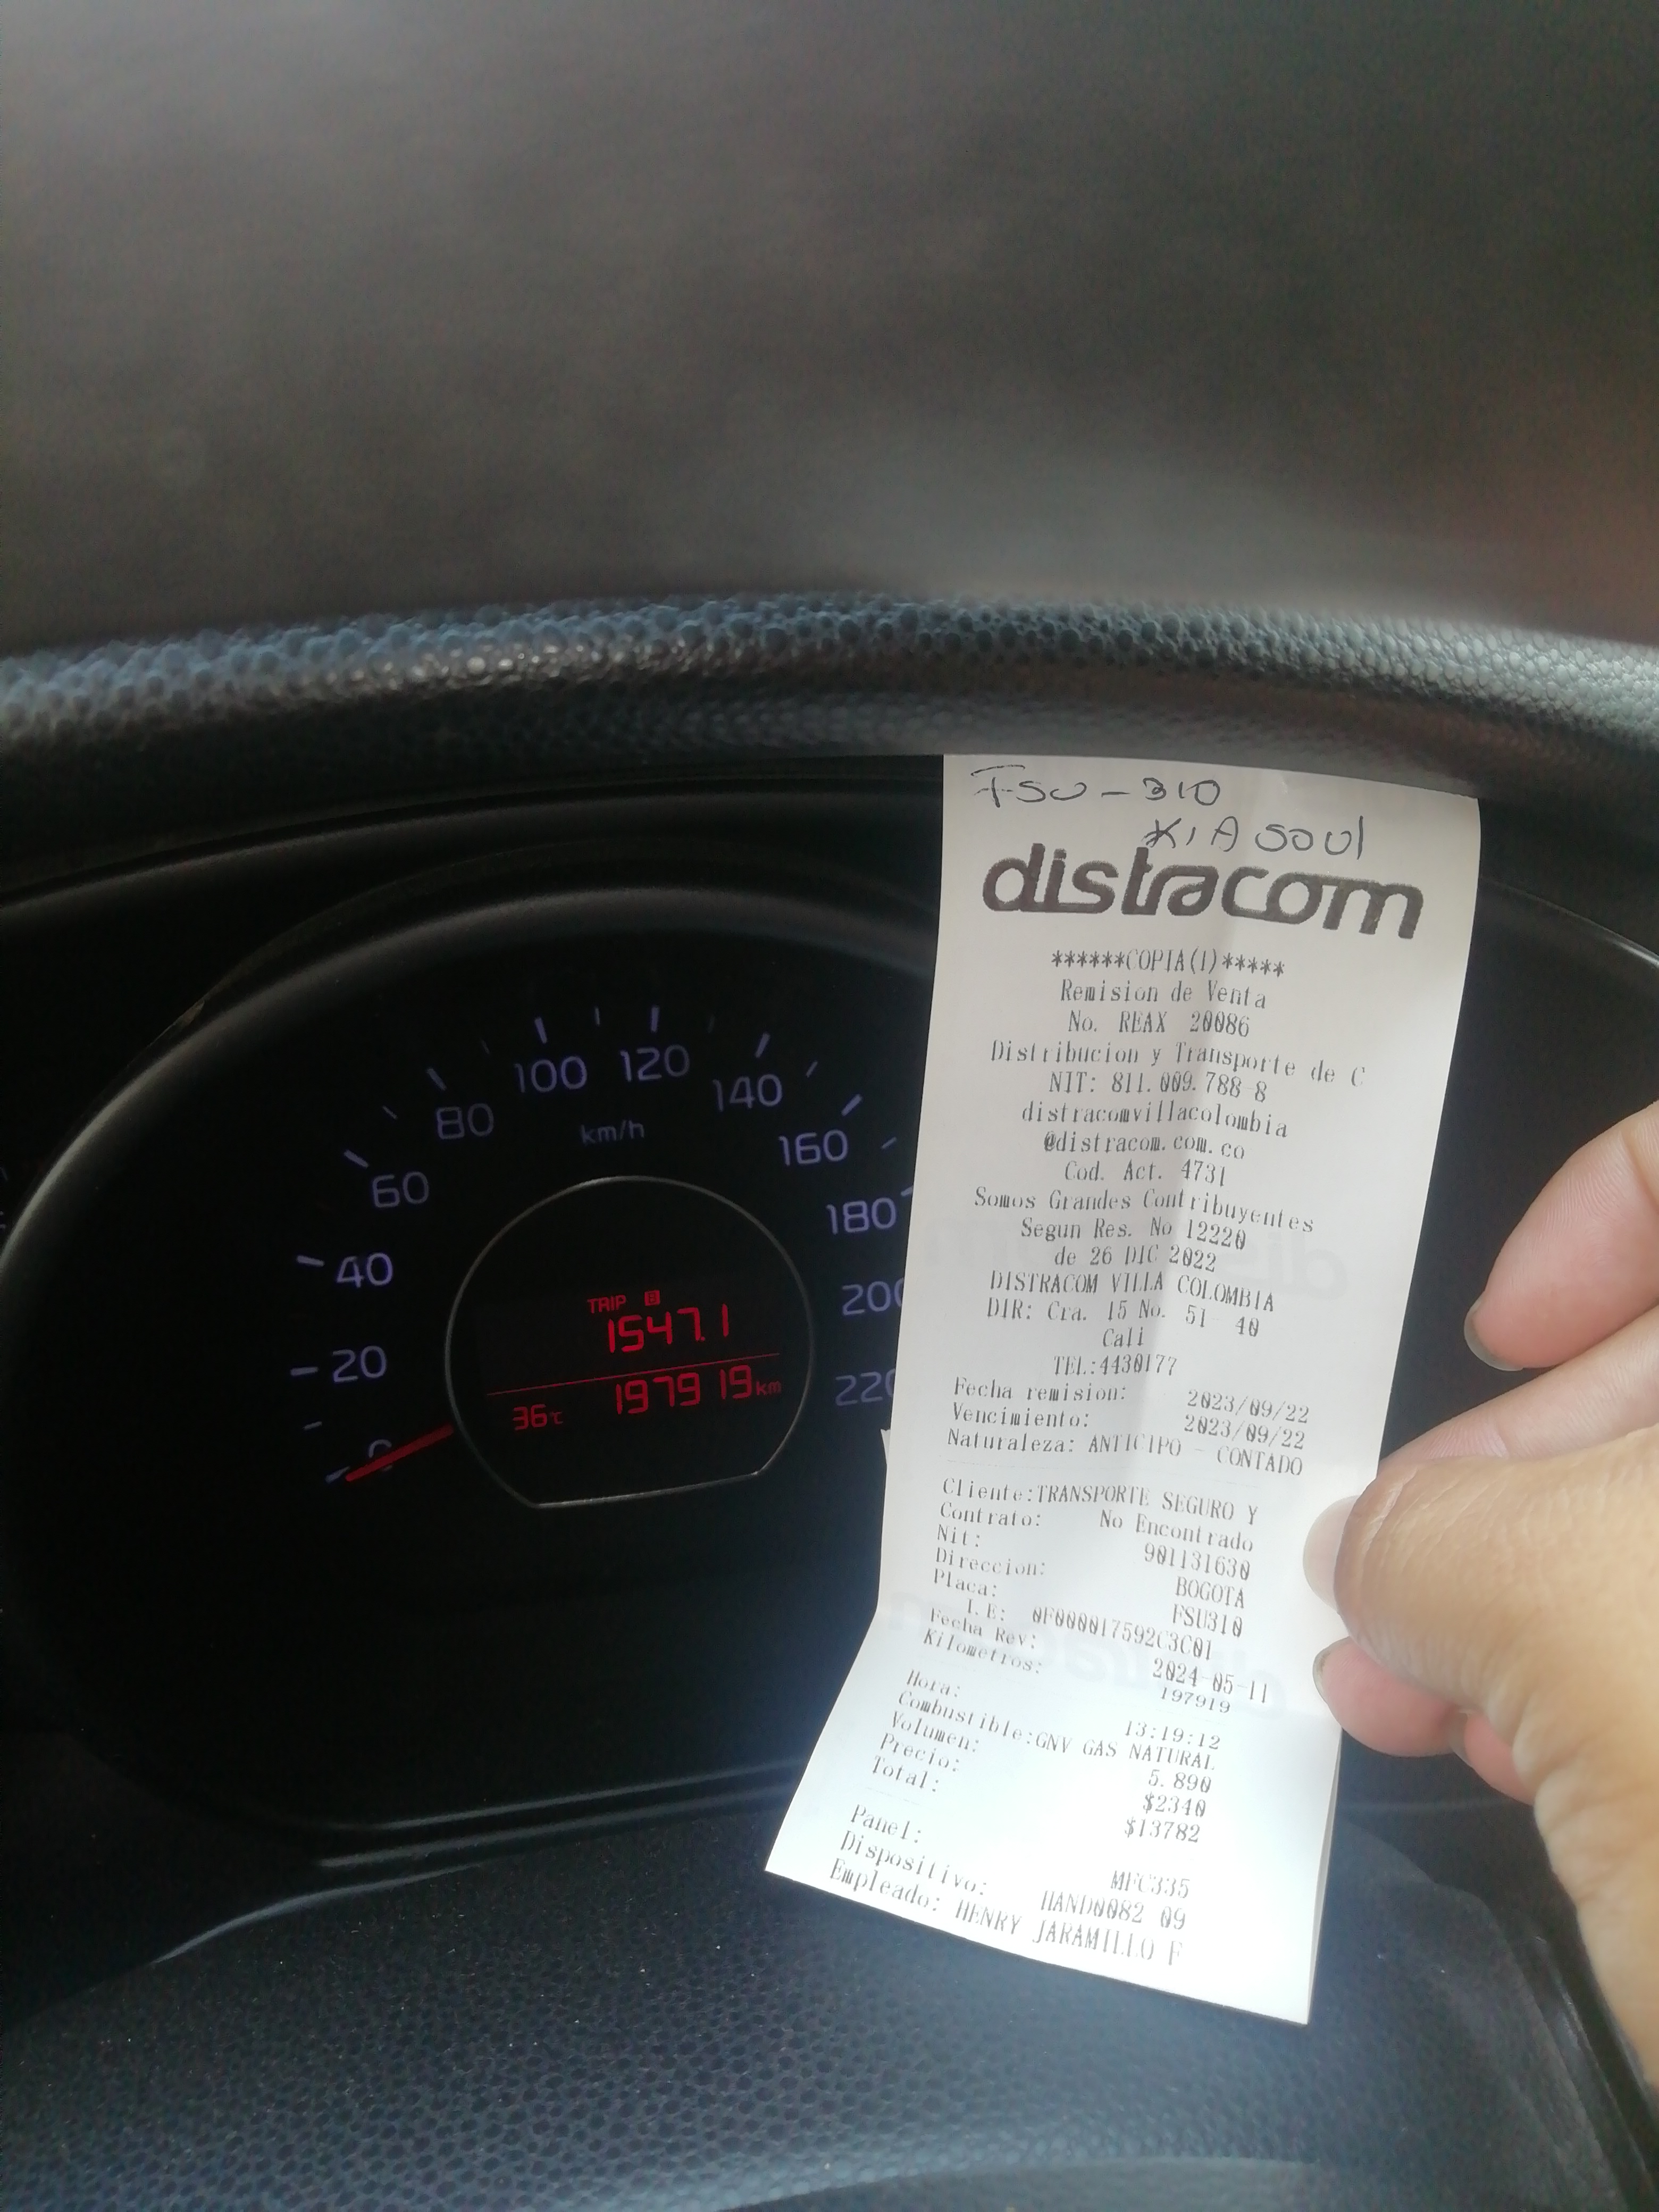 100 120
80 140
km/h
60 160
180
40
TRIP B
1547.1
20
36°C 197919 km
220
0
FSU-310
KIA SOUl
distracom
******COPIA(1)*****
Remision de Venta
No. REAX 20086
Distribucion y Transporte de C
NIT: 811.009.788-8
distracomvillacolombia
@distracom.com.co
Cod. Act. 4731
Somos Grandes Contribuyentes
Segun Res. No 12220
de 26 DIC 2022
DISTRACOM VILLA COLOMBIA
DIR: Cra. 15 No. 51- 40
Cali
TEL:4430177
Fecha remision: 2023/09/22
Vencimiento: 2023/09/22
Naturaleza: ANTICIPO - CONTADO
Cliente:TRANSPORTE SEGURO Y
Contrato: No Encontrado
Nit: 901131630
Direccion: BOGOTA
Placa: FSU310
I.E: 0F000017592C3C01
Fecha Rev: 2024-05-11
Kilometros: 197919
Hora: 13:19:12
Combustible:GNV GAS NATURAL
Volumen: 5.890
Precio: $2340
Total: $13782
Panel: MFC335
Dispositivo: HAND0082 09
Empleado: HENRY JARAMILLO F